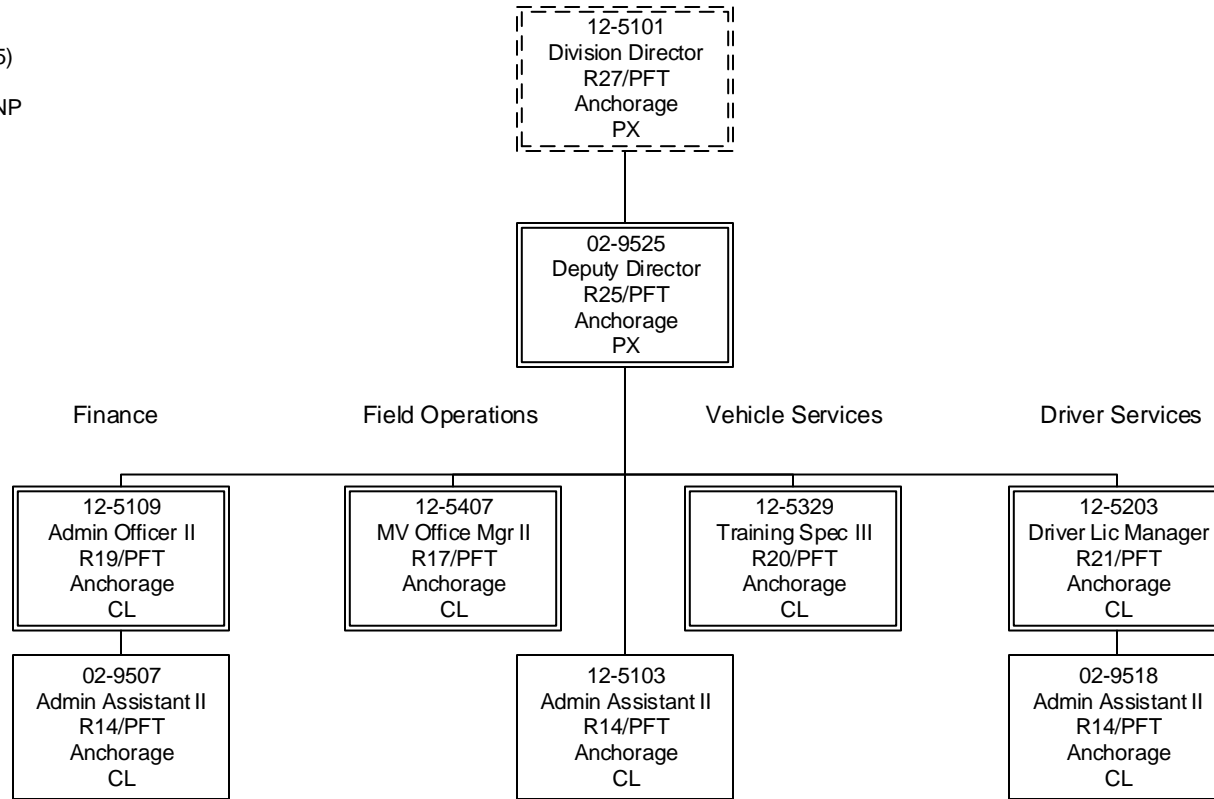 5)
NP
12-5101
Division Director
R27/PFT
Anchorage
PX
02-9525
Deputy Director
R25/PFT
Anchorage
PX
Finance
Field Operations
Vehicle Services
Driver Services
12-5109
Admin Officer II
R19/PFT
Anchorage
CL
12-5407
MV Office Mgr II
R17/PFT
Anchorage
CL
12-5329
Training Spec III
R20/PFT
Anchorage
CL
12-5203
Driver Lic Manager
R21/PFT
Anchorage
CL
02-9507
Admin Assistant II
R14/PFT
Anchorage
CL
12-5103
Admin Assistant II
R14/PFT
Anchorage
CL
02-9518
Admin Assistant II
R14/PFT
Anchorage
CL